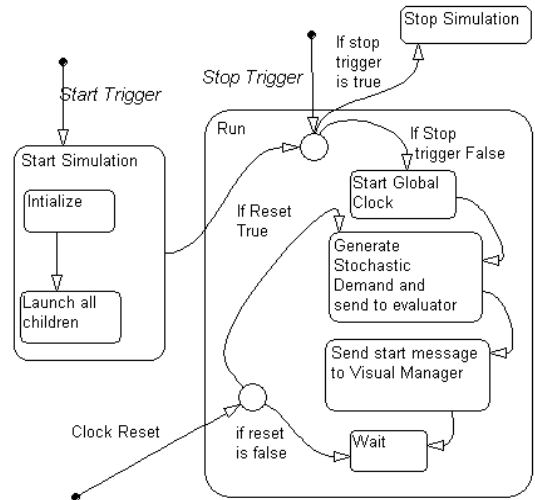 Stop Simulation
If stop
trigger
is true
Stop Trigger
Start Trigger
Run
If Stop
trigger False
Start Simulation
Intialize
Launch all
children
Start Global
Clock
If Reset
True
Generate
Stochastic
Demand and
send to evaluator
Send start message
to Visual Manager
Clock Reset
if reset
is false
Wait